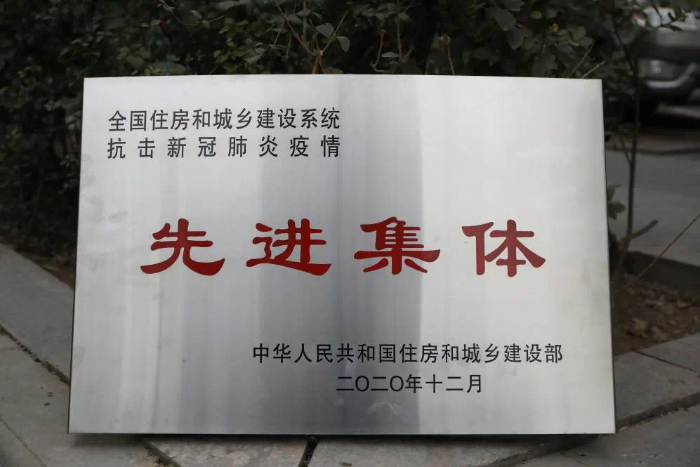 全国住房和城乡建设系统
抗击新冠肺炎疫情
先进集体
中华人民共和国住房和城乡建设部
二〇二〇年十二月